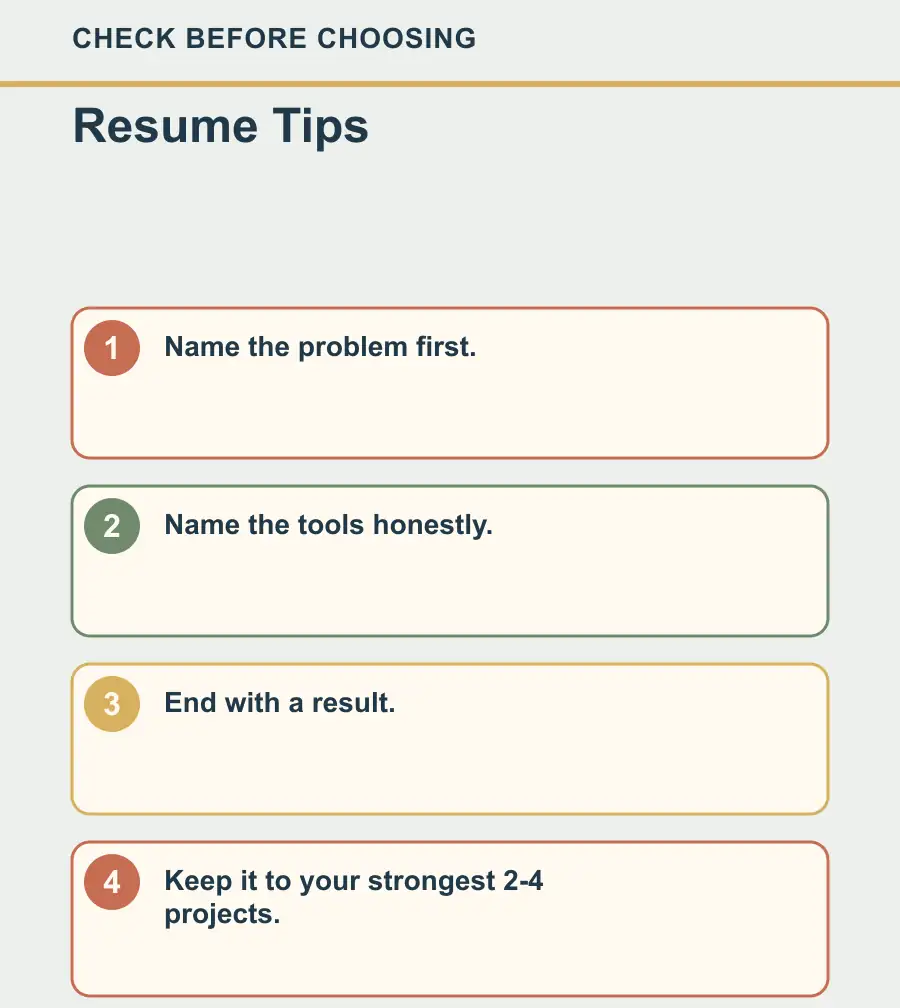 CHECK BEFORE CHOOSING
Resume Tips
1
Name the problem first.
2
Name the tools honestly.
3
End with a result.
4
Keep it to your strongest 2-4
projects.